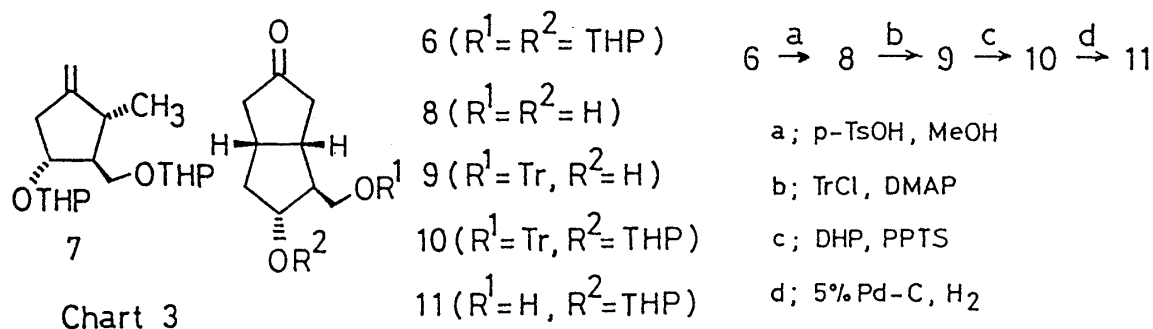 CH₃
OTHP
OTHP
7
O
H
H
OR¹
OR²
6 (R¹= R²= THP)
8 (R¹= R²= H)
9 (R¹= Tr, R²= H)
10 (R¹= Tr, R²= THP)
11 (R¹= H, R²= THP)
6 a→ 8 b→ 9 c→ 10 d→ 11
a; p-TsOH, MeOH
b; TrCl, DMAP
c; DHP, PPTS
d; 5%Pd-C, H₂
Chart 3